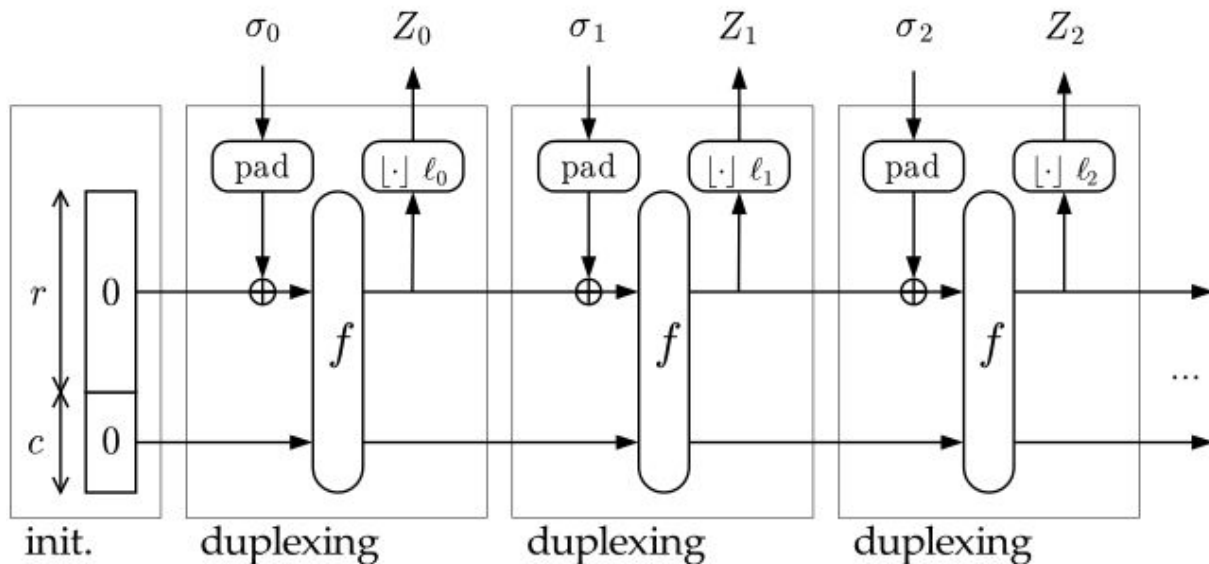 σ₀ Z₀ σ₁ Z₁ σ₂ Z₂
pad ⌊·⌋ ℓ₀ pad ⌊·⌋ ℓ₁ pad ⌊·⌋ ℓ₂
r 0
f f f
...
c 0
init. duplexing duplexing duplexing